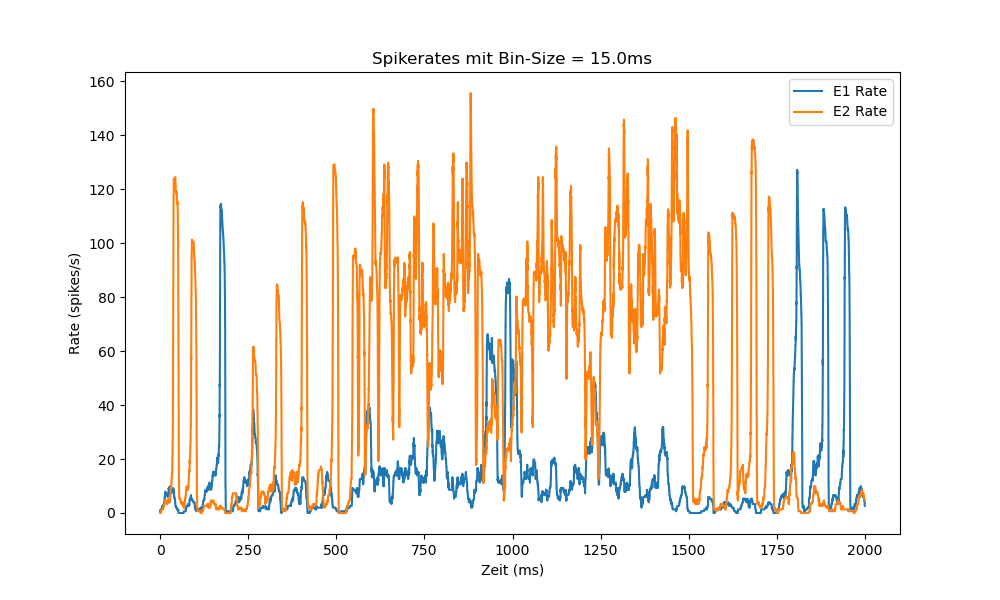 Spikerates mit Bin-Size = 15.0ms
E1 Rate
E2 Rate
Rate (spikes/s)
160
140
120
100
80
60
40
20
0
0 250 500 750 1000 1250 1500 1750 2000
Zeit (ms)